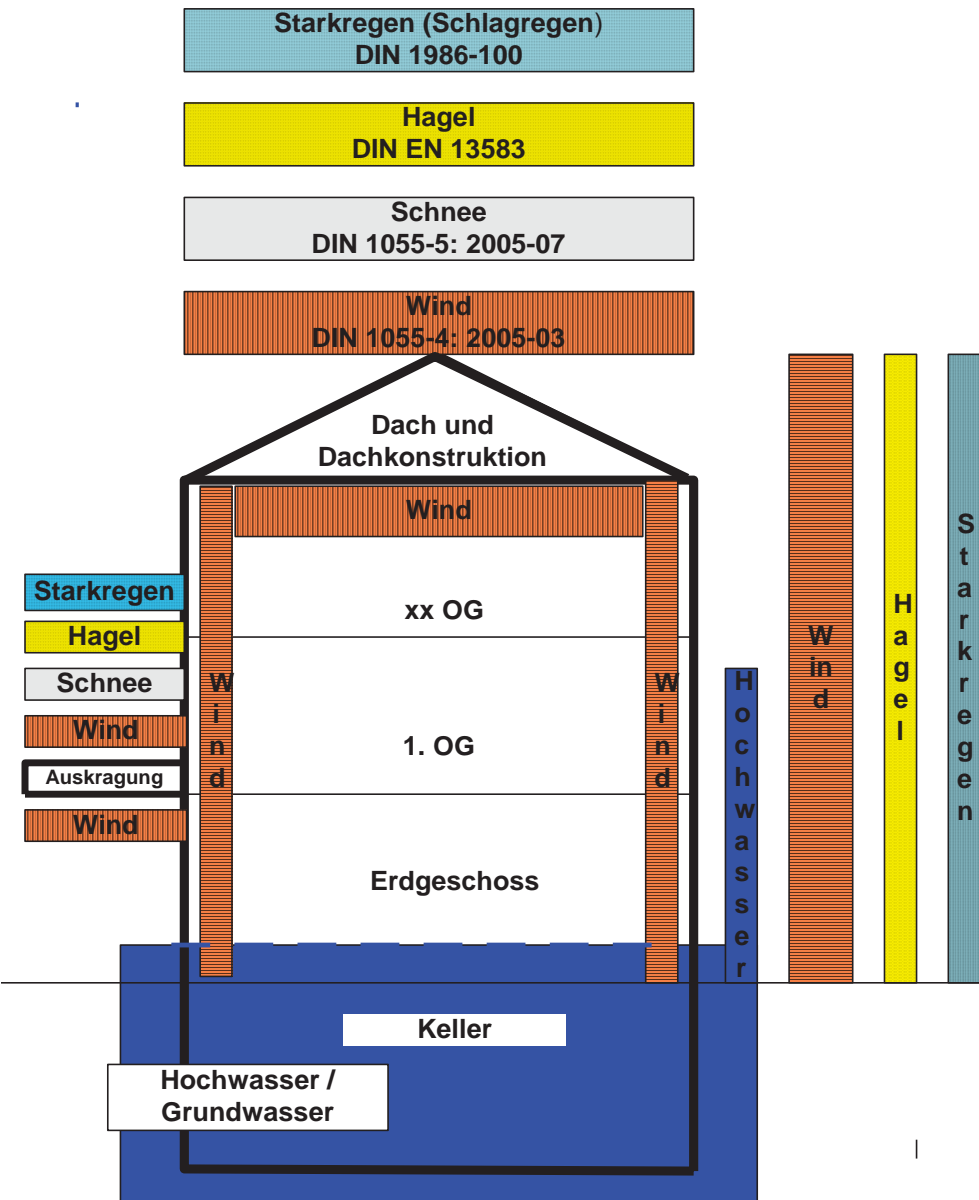 Starkregen (Schlagregen)
DIN 1986-100
Hagel
DIN EN 13583
Schnee
DIN 1055-5: 2005-07
Wind
DIN 1055-4: 2005-03
Dach und
Dachkonstruktion
Wind
Starkregen
Hagel
Schnee
Wind
Auskragung
Wind
Wind
xx OG
1. OG
Erdgeschoss
Wind
Hochwasser
Wind
Hagel
Starkregen
Keller
Hochwasser /
Grundwasser